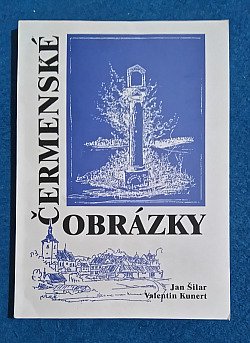 ČERMENSKÉ
OBRÁZKY
Jan Šilar
Valentin Kunert